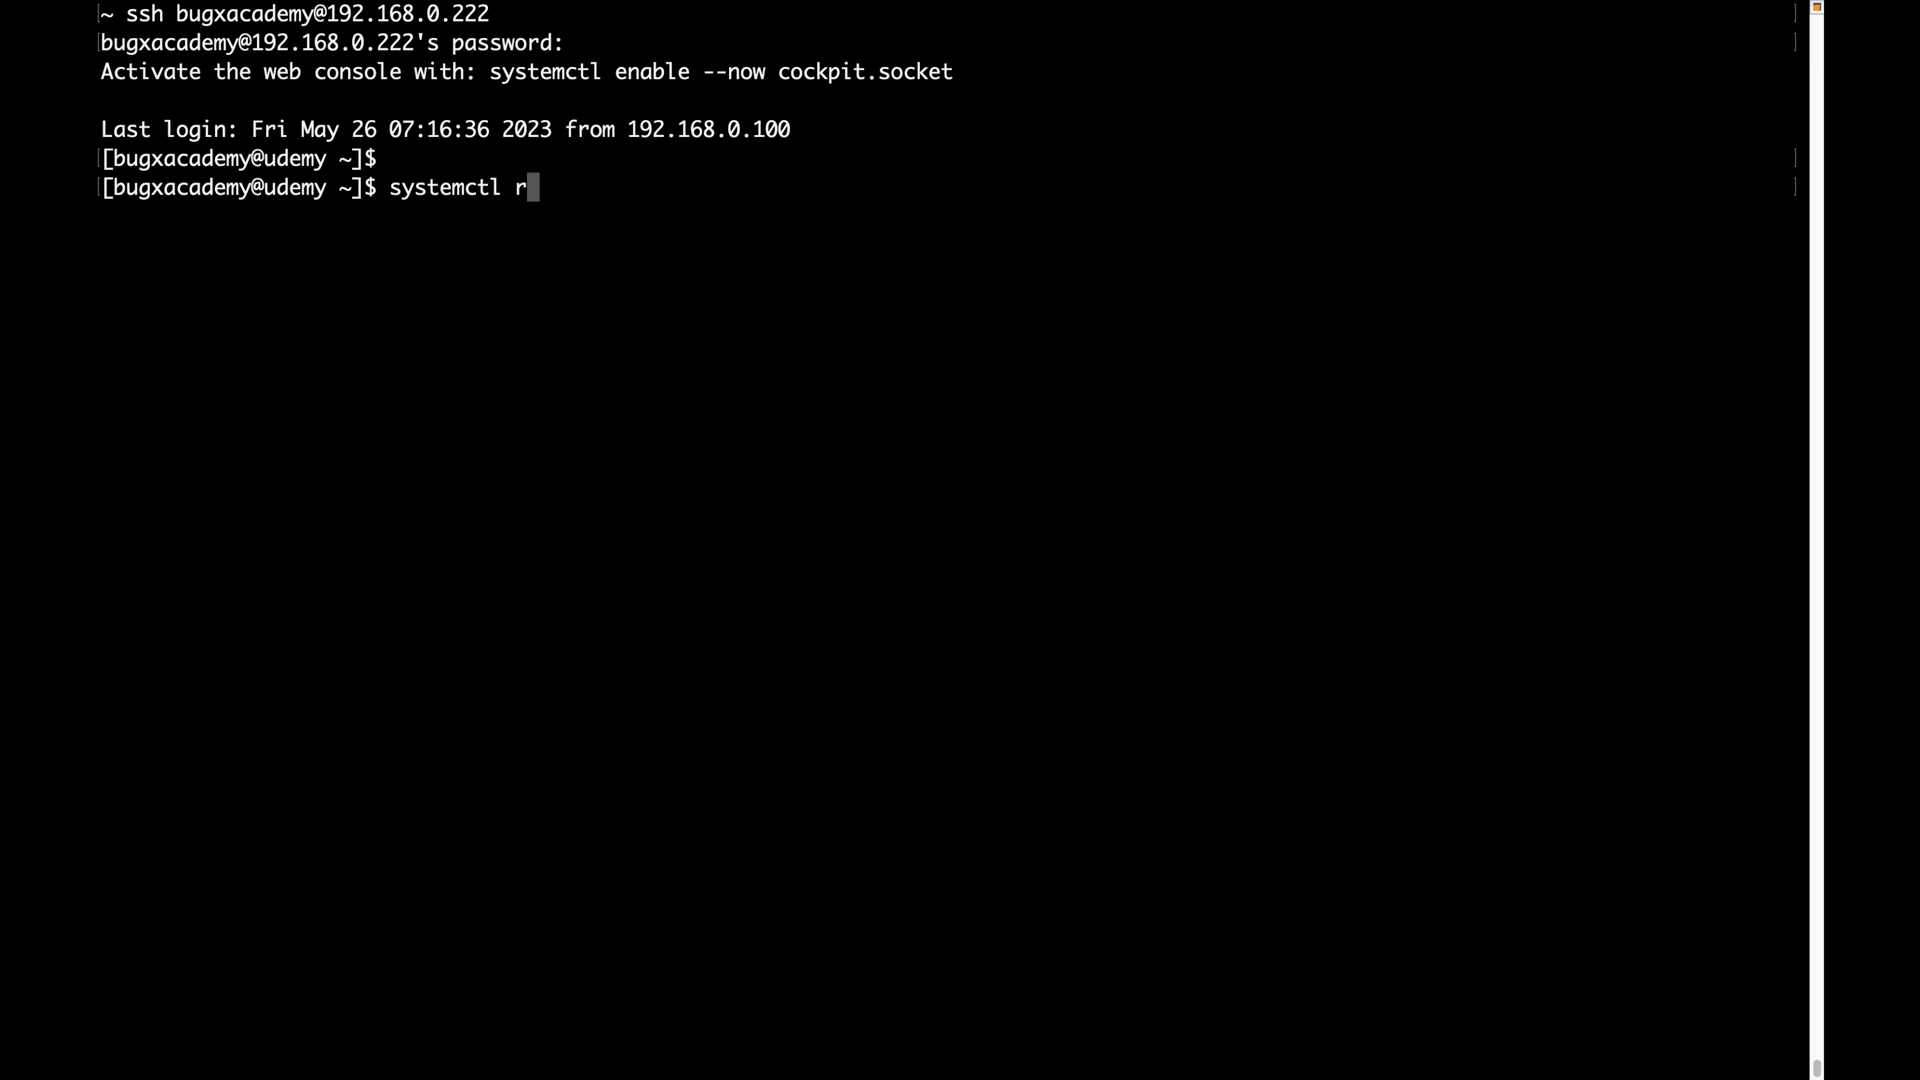 ~ ssh bugxacademy@192.168.0.222
bugxacademy@192.168.0.222's password:
Activate the web console with: systemctl enable --now cockpit.socket
Last login: Fri May 26 07:16:36 2023 from 192.168.0.100
[bugxacademy@udemy ~]$
[bugxacademy@udemy ~]$ systemctl r